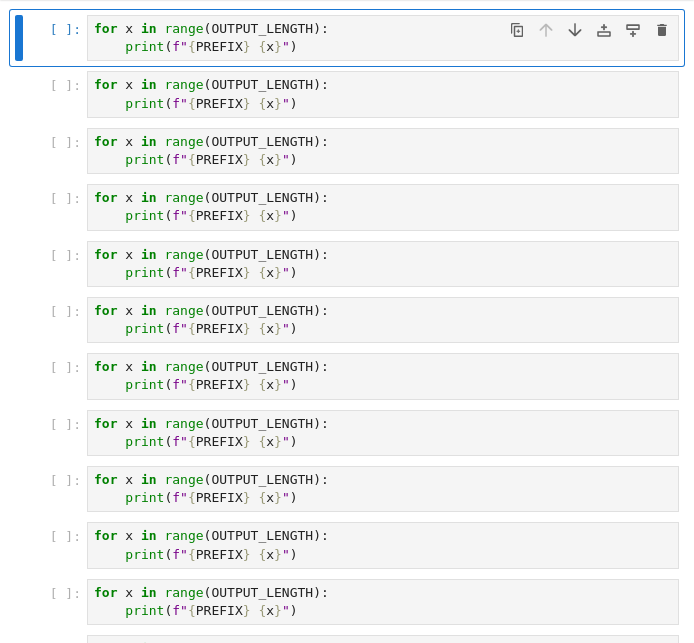 [ ]: for x in range(OUTPUT_LENGTH):
    print(f"{PREFIX} {x}")
[ ]: for x in range(OUTPUT_LENGTH):
    print(f"{PREFIX} {x}")
[ ]: for x in range(OUTPUT_LENGTH):
    print(f"{PREFIX} {x}")
[ ]: for x in range(OUTPUT_LENGTH):
    print(f"{PREFIX} {x}")
[ ]: for x in range(OUTPUT_LENGTH):
    print(f"{PREFIX} {x}")
[ ]: for x in range(OUTPUT_LENGTH):
    print(f"{PREFIX} {x}")
[ ]: for x in range(OUTPUT_LENGTH):
    print(f"{PREFIX} {x}")
[ ]: for x in range(OUTPUT_LENGTH):
    print(f"{PREFIX} {x}")
[ ]: for x in range(OUTPUT_LENGTH):
    print(f"{PREFIX} {x}")
[ ]: for x in range(OUTPUT_LENGTH):
    print(f"{PREFIX} {x}")
[ ]: for x in range(OUTPUT_LENGTH):
    print(f"{PREFIX} {x}")